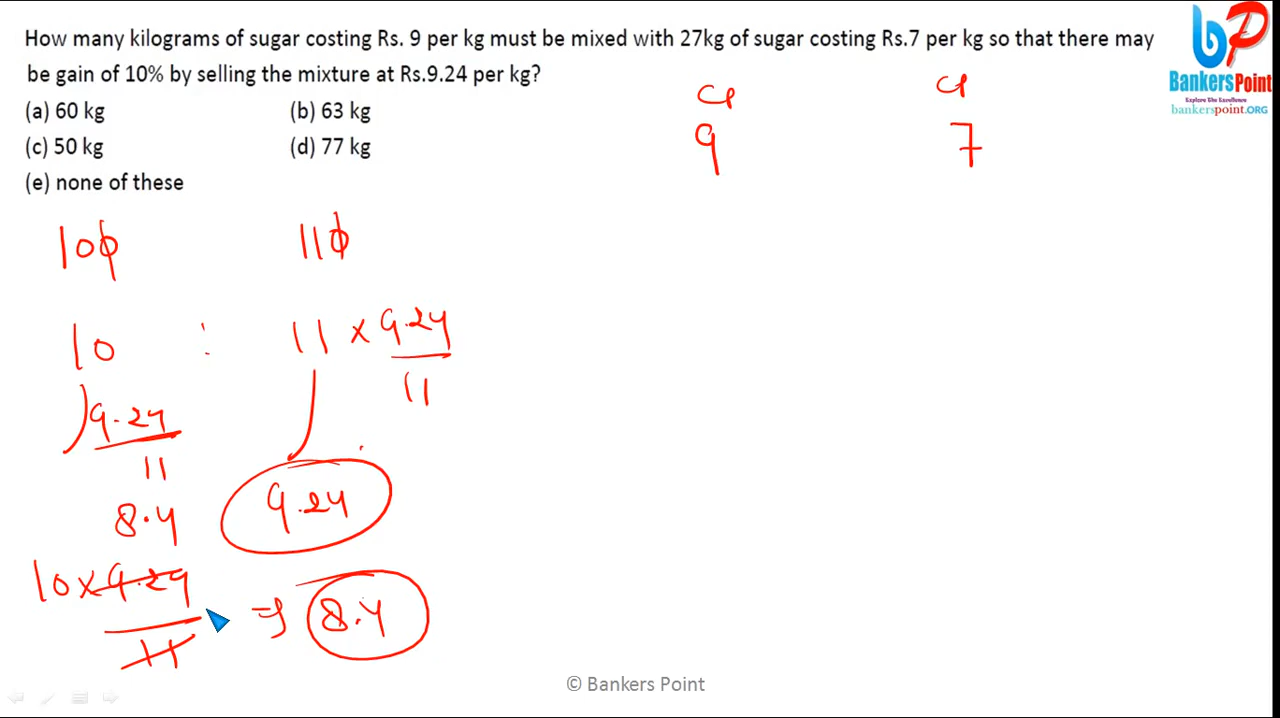 How many kilograms of sugar costing Rs. 9 per kg must be mixed with 27kg of sugar costing Rs.7 per kg so that there may
be gain of 10% by selling the mixture at Rs.9.24 per kg?
(a) 60 kg (b) 63 kg
(c) 50 kg (d) 77 kg
(e) none of these
BankersPoint
Explore The Excellence
bankerspoint.ORG
CP CP
9 7
100 110
10 : 11 × 9.24
11
9.24
11
8.4
9.24
10 × 9.24
11
⇒ 8.4
© Bankers Point